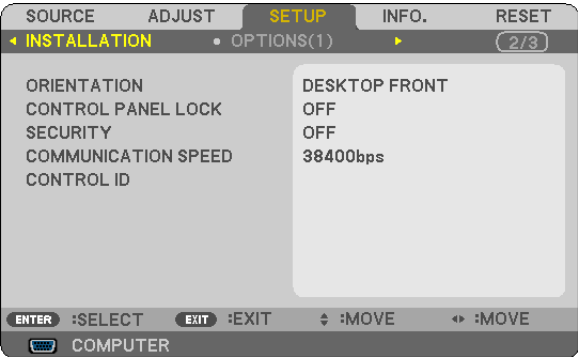 SOURCE ADJUST SETUP INFO. RESET
INSTALLATION • OPTIONS(1) 2/3
ORIENTATION DESKTOP FRONT
CONTROL PANEL LOCK OFF
SECURITY OFF
COMMUNICATION SPEED 38400bps
CONTROL ID
ENTER :SELECT EXIT :EXIT :MOVE :MOVE
COMPUTER